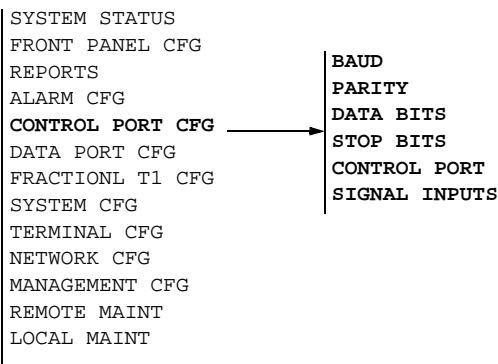 SYSTEM STATUS
FRONT PANEL CFG
REPORTS
ALARM CFG
CONTROL PORT CFG
DATA PORT CFG
FRACTIONL T1 CFG
SYSTEM CFG
TERMINAL CFG
NETWORK CFG
MANAGEMENT CFG
REMOTE MAINT
LOCAL MAINT
BAUD
PARITY
DATA BITS
STOP BITS
CONTROL PORT
SIGNAL INPUTS